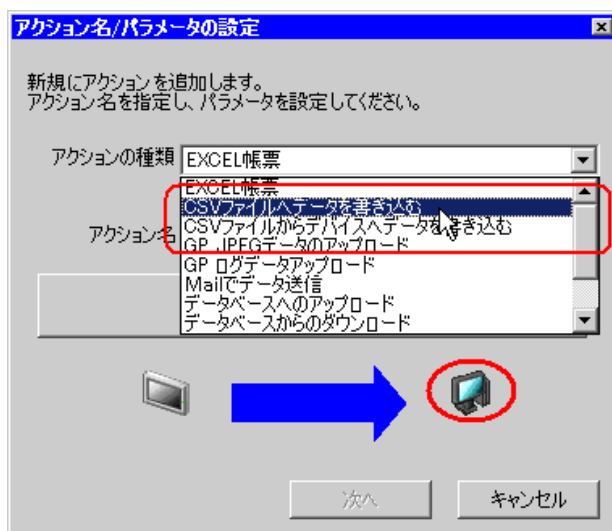 アクション名/パラメータの設定
新規にアクションを追加します。
アクション名を指定し、パラメータを設定してください。
アクションの種類 EXCEL帳票
EXCEL帳票
CSVファイルへデータを書き込む
アクション名 CSVファイルからデバイスへデータを書き込む
GP JPEGデータのアップロード
GP ログデータアップロード
Mailでデータ送信
データベースへのアップロード
データベースからのダウンロード
次へ キャンセル